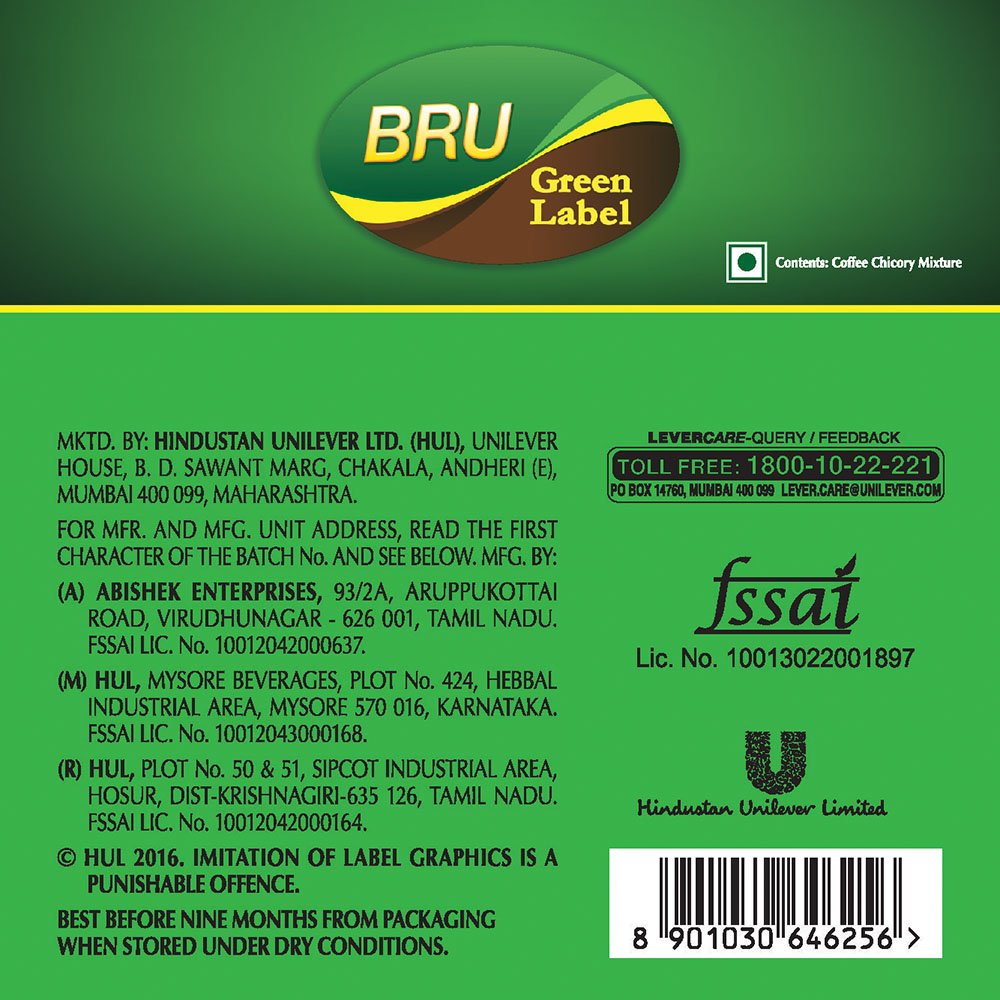 BRU
Green
Label
Contents: Coffee Chicory Mixture
MKTD. BY: HINDUSTAN UNILEVER LTD. (HUL), UNILEVER
HOUSE, B. D. SAWANT MARG, CHAKALA, ANDHERI (E),
MUMBAI 400 099, MAHARASHTRA.
FOR MFR. AND MFG. UNIT ADDRESS, READ THE FIRST
CHARACTER OF THE BATCH No. AND SEE BELOW. MFG. BY:
(A) ABISHEK ENTERPRISES, 93/2A, ARUPPUKOTTAI
ROAD, VIRUDHUNAGAR - 626 001, TAMIL NADU.
FSSAI LIC. No. 10012042000637.
(M) HUL, MYSORE BEVERAGES, PLOT No. 424, HEBBAL
INDUSTRIAL AREA, MYSORE 570 016, KARNATAKA.
FSSAI LIC. No. 10012043000168.
(R) HUL, PLOT No. 50 & 51, SIPCOT INDUSTRIAL AREA,
HOSUR, DIST-KRISHNAGIRI-635 126, TAMIL NADU.
FSSAI LIC. No. 10012042000164.
© HUL 2016. IMITATION OF LABEL GRAPHICS IS A
PUNISHABLE OFFENCE.
BEST BEFORE NINE MONTHS FROM PACKAGING
WHEN STORED UNDER DRY CONDITIONS.
LEVERCARE-QUERY / FEEDBACK
TOLL FREE: 1800-10-22-221
PO BOX 14760, MUMBAI 400 099 LEVER.CARE@UNILEVER.COM
fssai
Lic. No. 10013022001897
Hindustan Unilever Limited
8 901030 646256 >